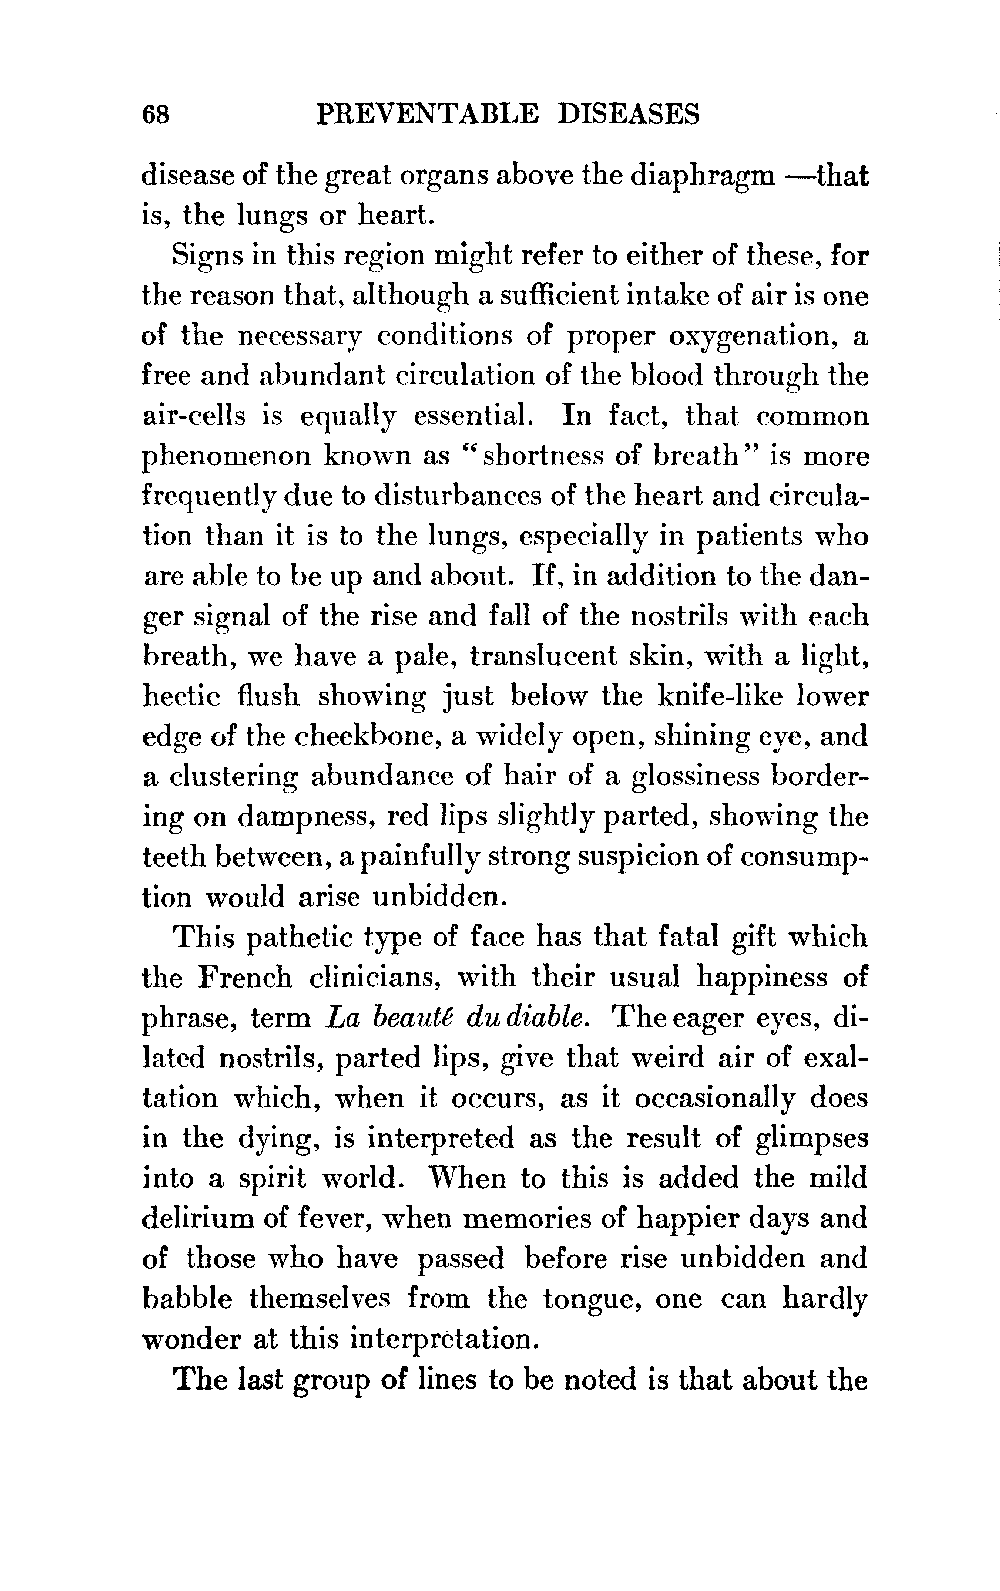 68 PREVENTABLE DISEASES
disease of the great organs above the diaphragm —that
is, the lungs or heart.
Signs in this region might refer to either of these, for
the reason that, although a sufficient intake of air is one
of the necessary conditions of proper oxygenation, a
free and abundant circulation of the blood through the
air-cells is equally essential. In fact, that common
phenomenon known as “shortness of breath” is more
frequently due to disturbances of the heart and circula-
tion than it is to the lungs, especially in patients who
are able to be up and about. If, in addition to the dan-
ger signal of the rise and fall of the nostrils with each
breath, we have a pale, translucent skin, with a light,
hectic flush showing just below the knife-like lower
edge of the cheekbone, a widely open, shining eye, and
a clustering abundance of hair of a glossiness border-
ing on dampness, red lips slightly parted, showing the
teeth between, a painfully strong suspicion of consump-
tion would arise unbidden.
This pathetic type of face has that fatal gift which
the French clinicians, with their usual happiness of
phrase, term La beauté du diable. The eager eyes, di-
lated nostrils, parted lips, give that weird air of exal-
tation which, when it occurs, as it occasionally does
in the dying, is interpreted as the result of glimpses
into a spirit world. When to this is added the mild
delirium of fever, when memories of happier days and
of those who have passed before rise unbidden and
babble themselves from the tongue, one can hardly
wonder at this interpretation.
The last group of lines to be noted is that about the